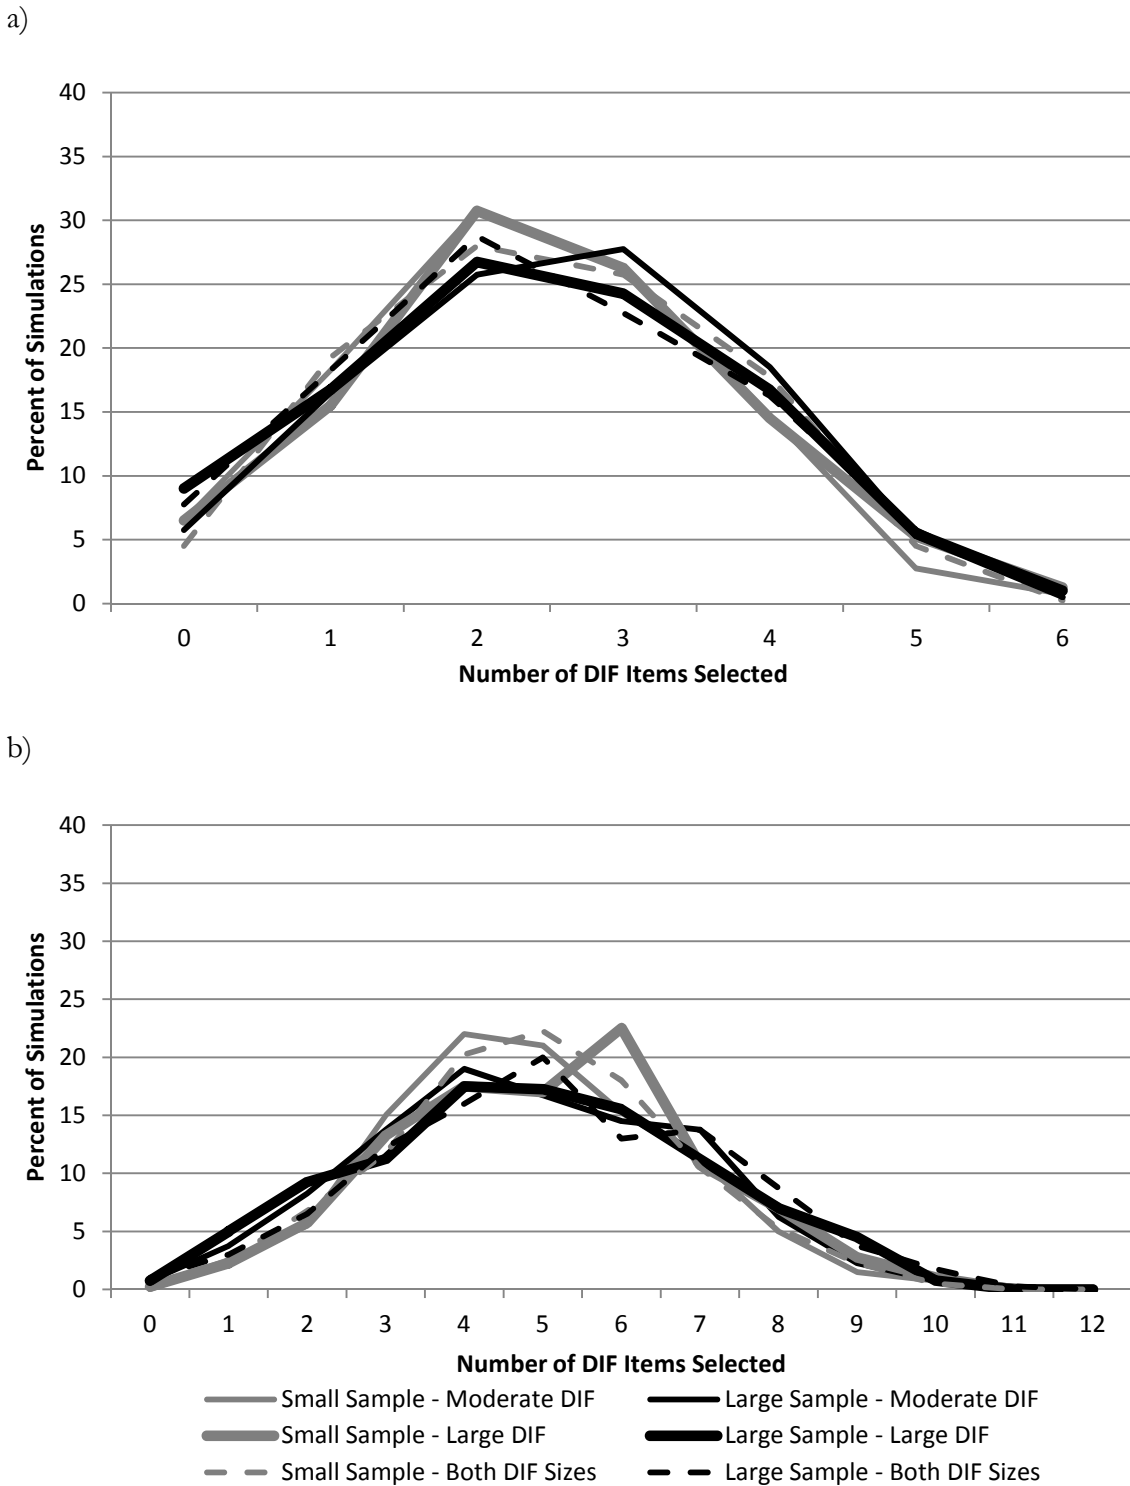 a)
40
35
30
25
20
15
10
5
0
Percent of Simulations
0 1 2 3 4 5 6
Number of DIF Items Selected
b)
40
35
30
25
20
15
10
5
0
Percent of Simulations
0 1 2 3 4 5 6 7 8 9 10 11 12
Number of DIF Items Selected
Small Sample - Moderate DIF Large Sample - Moderate DIF
Small Sample - Large DIF Large Sample - Large DIF
Small Sample - Both DIF Sizes Large Sample - Both DIF Sizes